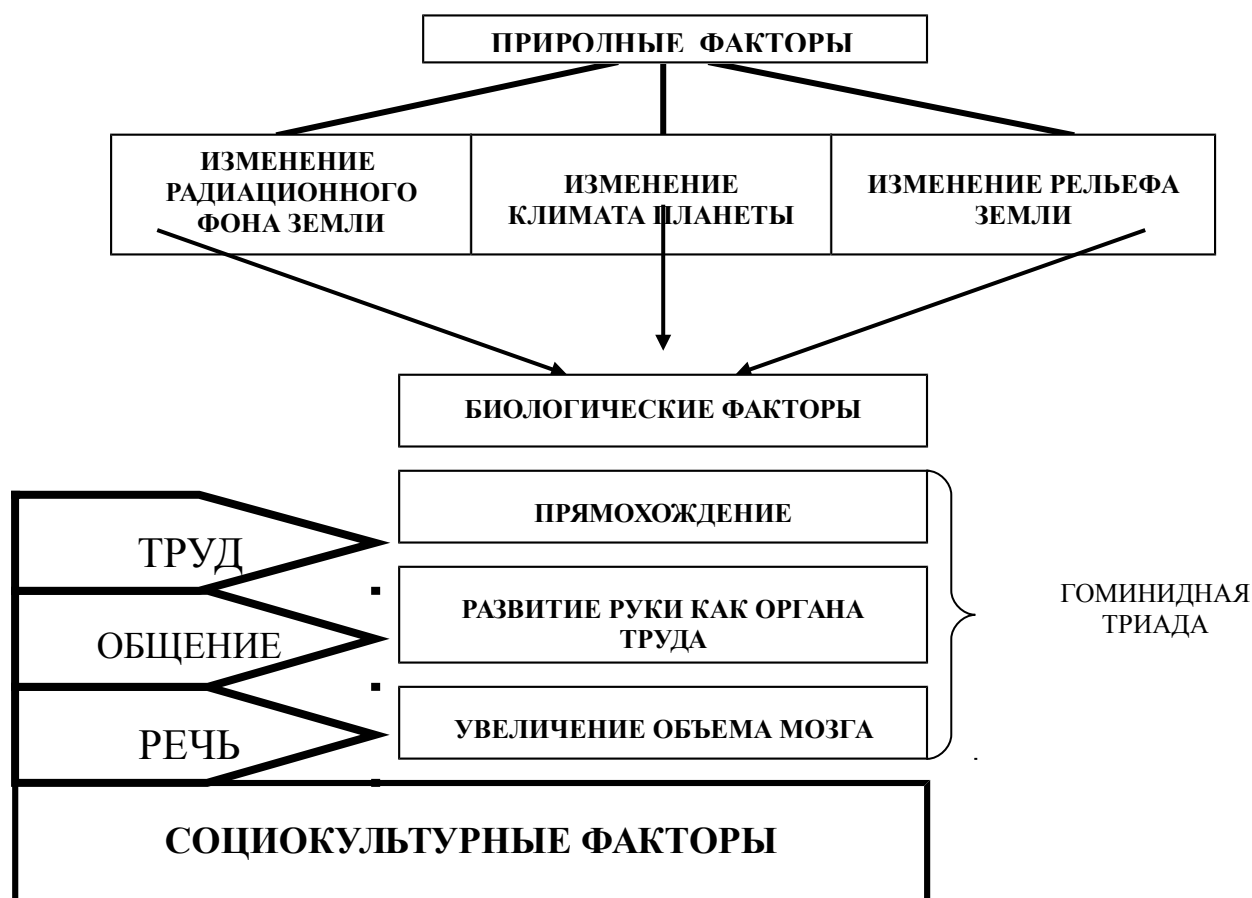 ПРИРОДНЫЕ ФАКТОРЫ
ИЗМЕНЕНИЕ
РАДИАЦИОННОГО
ФОНА ЗЕМЛИ
ИЗМЕНЕНИЕ
КЛИМАТА ПЛАНЕТЫ
ИЗМЕНЕНИЕ РЕЛЬЕФА
ЗЕМЛИ
БИОЛОГИЧЕСКИЕ ФАКТОРЫ
ТРУД
ПРЯМОХОЖДЕНИЕ
ОБЩЕНИЕ
РАЗВИТИЕ РУКИ КАК ОРГАНА
ТРУДА
РЕЧЬ
УВЕЛИЧЕНИЕ ОБЪЕМА МОЗГА
ГОМИНИДНАЯ
ТРИАДА
СОЦИОКУЛЬТУРНЫЕ ФАКТОРЫ